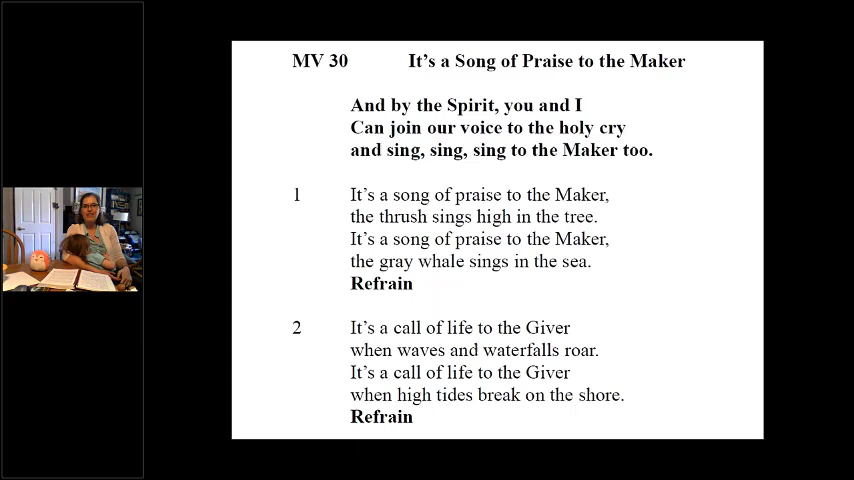 MV 30 It’s a Song of Praise to the Maker
And by the Spirit, you and I
Can join our voice to the holy cry
and sing, sing, sing to the Maker too.
1 It’s a song of praise to the Maker,
the thrush sings high in the tree.
It’s a song of praise to the Maker,
the gray whale sings in the sea.
Refrain
2 It’s a call of life to the Giver
when waves and waterfalls roar.
It’s a call of life to the Giver
when high tides break on the shore.
Refrain